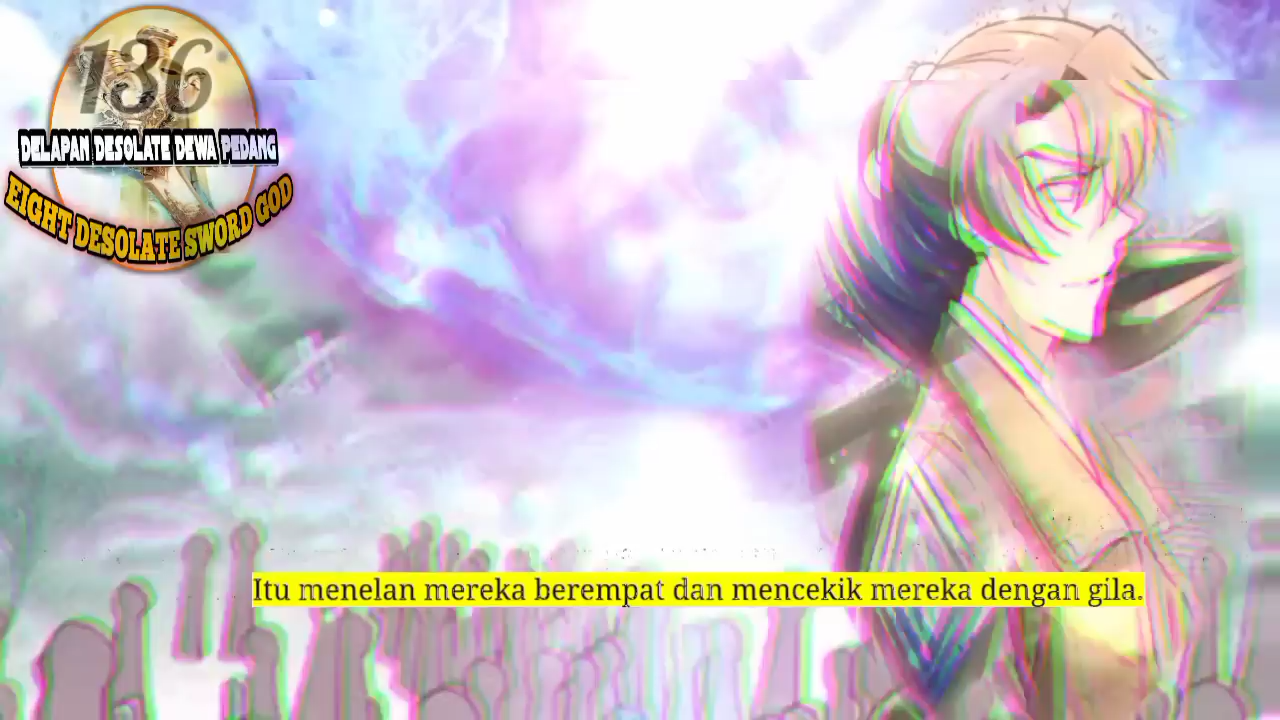 136
DELAPAN DESOLATE DEWA PEDANG
EIGHT DESOLATE SWORD GOD
Itu menelan mereka berempat dan mencekik mereka dengan gila.